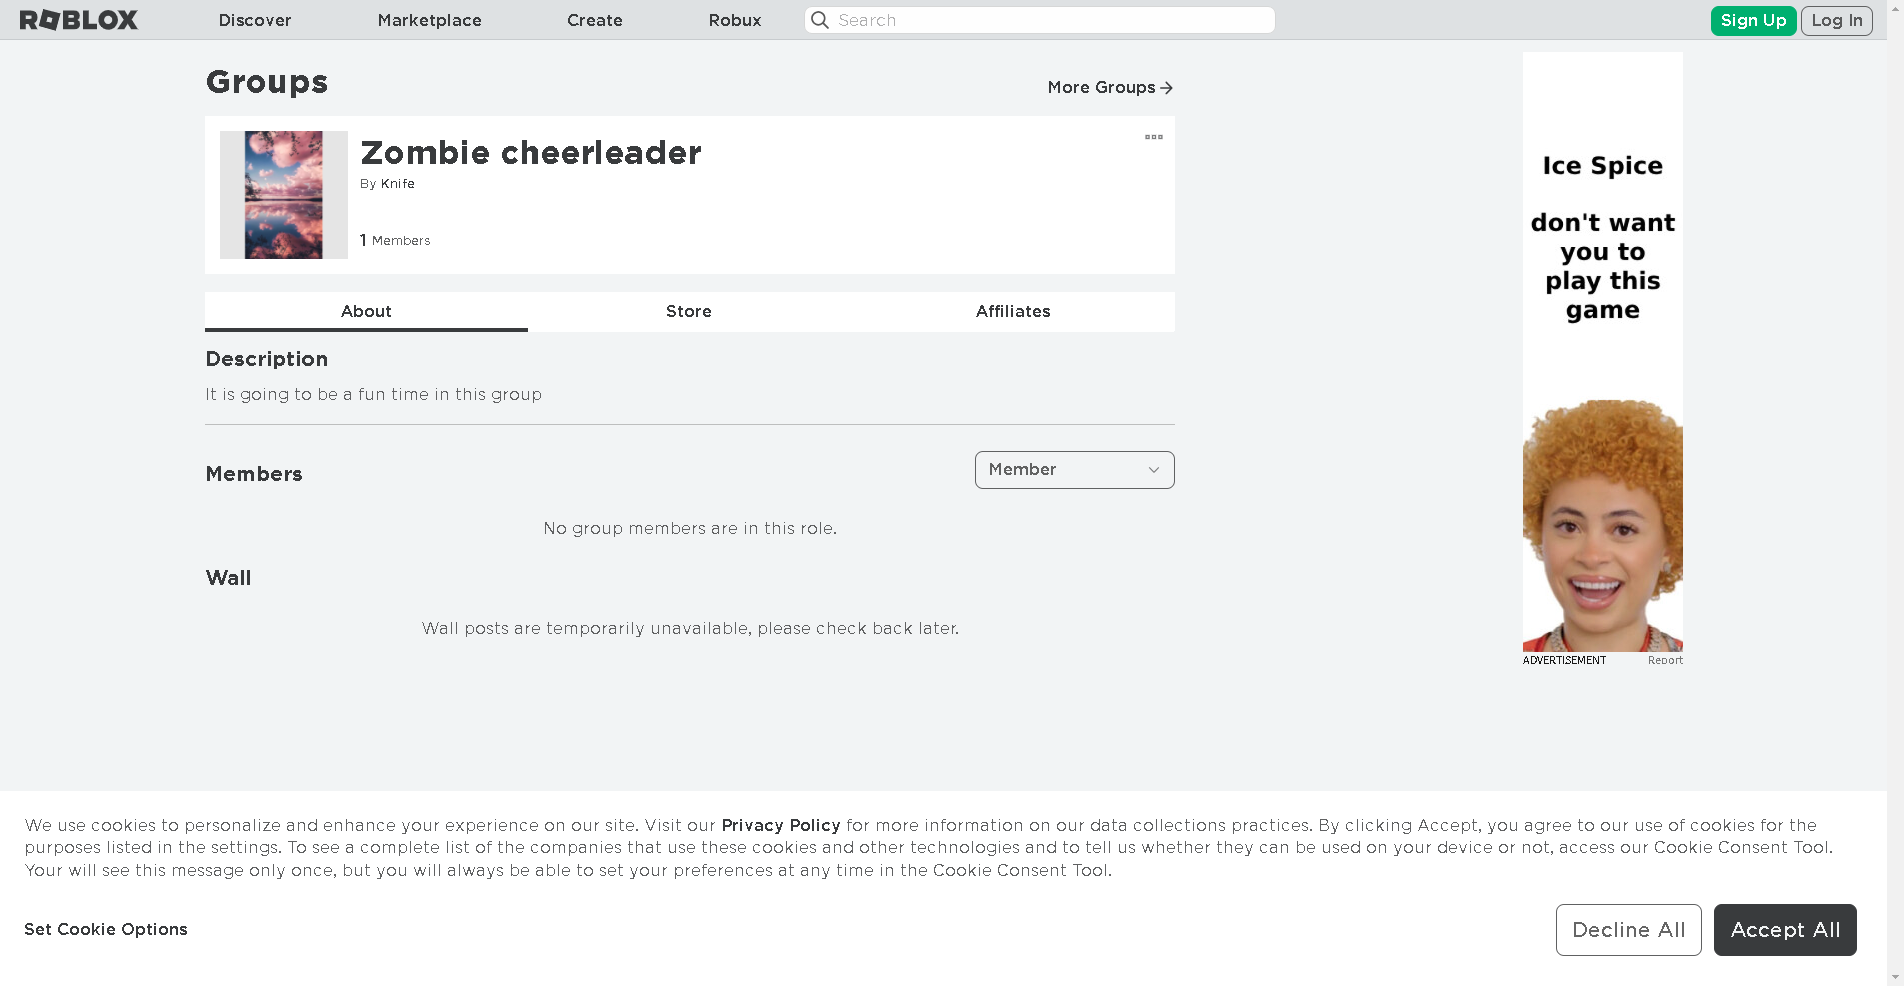 ROBLOX Discover Marketplace Create Robux Search Sign Up Log In
Groups
More Groups
Zombie cheerleader
By Knife
1 Members
About Store Affiliates
Description
It is going to be a fun time in this group
Members
Member
No group members are in this role.
Wall
Wall posts are temporarily unavailable, please check back later.
Ice Spice
don't want
you to
play this
game
ADVERTISEMENT Report
We use cookies to personalize and enhance your experience on our site. Visit our Privacy Policy for more information on our data collections practices. By clicking Accept, you agree to our use of cookies for the
purposes listed in the settings. To see a complete list of the companies that use these cookies and other technologies and to tell us whether they can be used on your device or not, access our Cookie Consent Tool.
Your will see this message only once, but you will always be able to set your preferences at any time in the Cookie Consent Tool.
Set Cookie Options
Decline All
Accept All